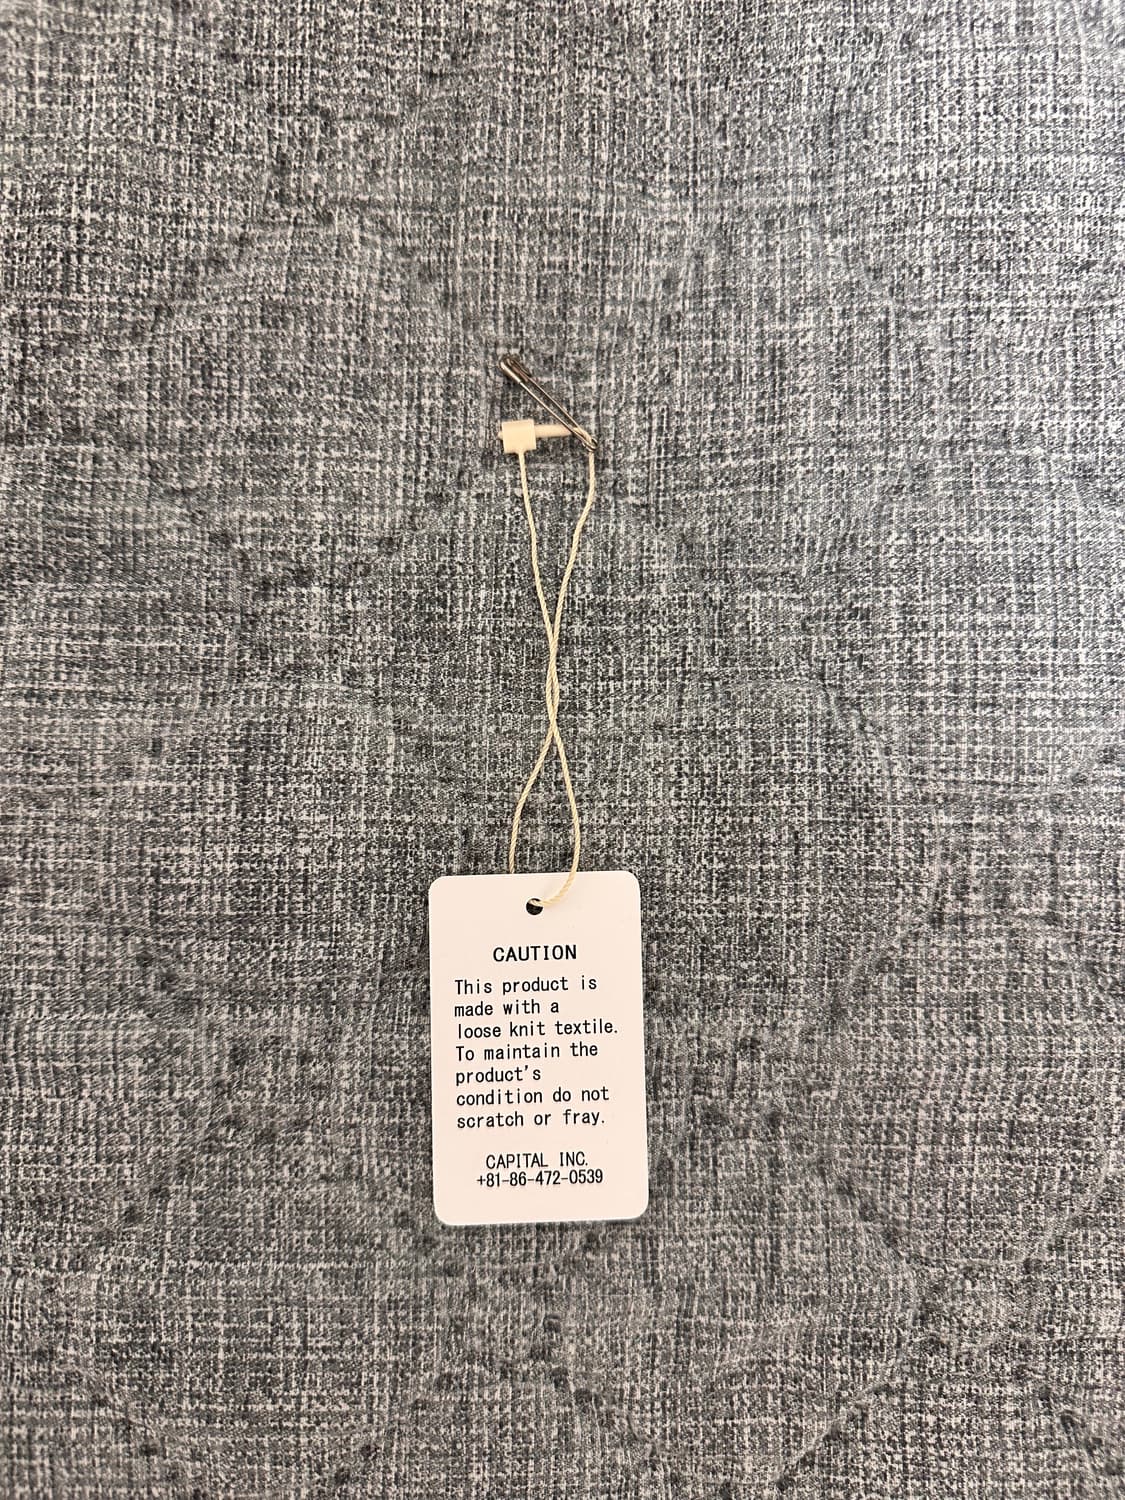 CAUTION
This product is
made with a
loose knit textile.
To maintain the
product's
condition do not
scratch or fray.
CAPITAL INC.
+81-86-472-0539